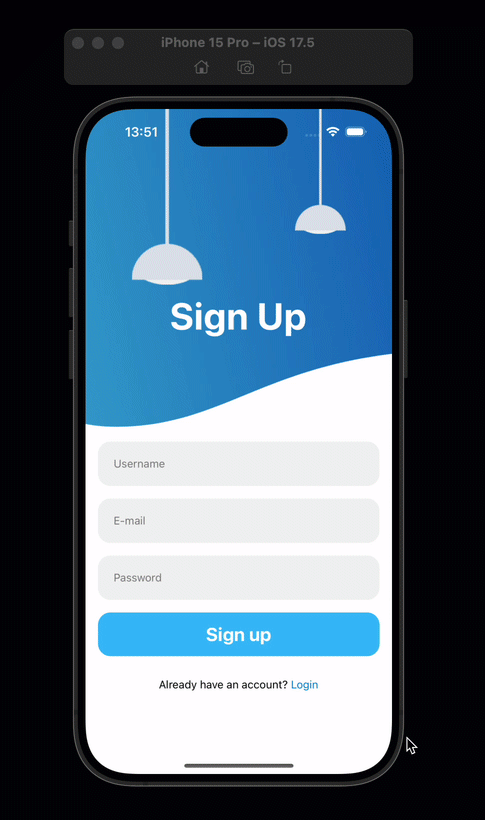 iPhone 15 Pro – iOS 17.5
13:51
Sign Up
Username
E-mail
Password
Sign up
Already have an account? Login